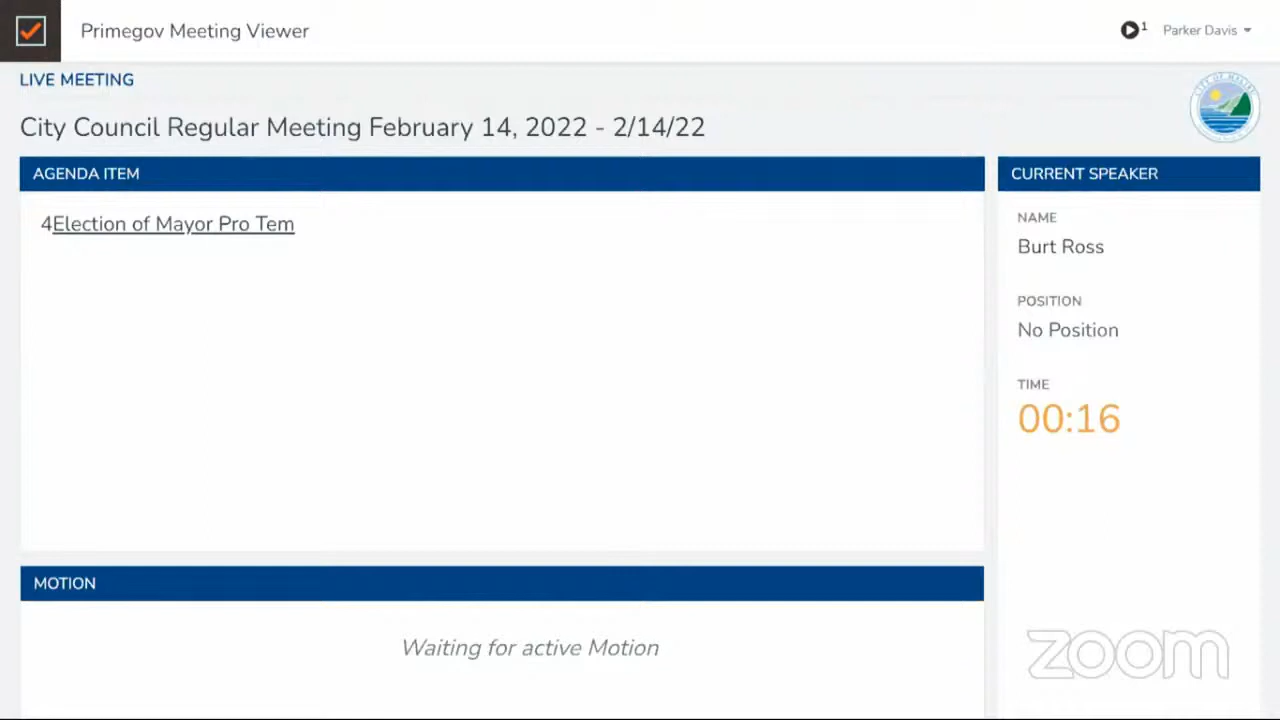 Primegov Meeting Viewer
1
Parker Davis
LIVE MEETING
City Council Regular Meeting February 14, 2022 - 2/14/22
AGENDA ITEM
4Election of Mayor Pro Tem
CURRENT SPEAKER
NAME
Burt Ross
POSITION
No Position
TIME
00:16
MOTION
Waiting for active Motion
zoom